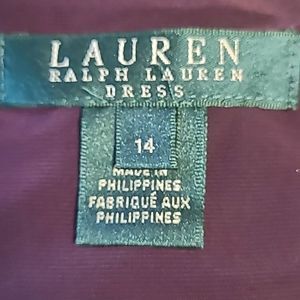 LAUREN
RALPH LAUREN
DRESS
14
MADE IN
PHILIPPINES
FABRIQUÉ AUX
PHILIPPINES